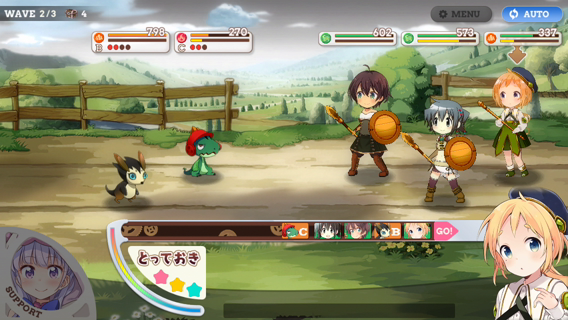 WAVE 2/3 4
MENU
AUTO
798
B
270
C
602
573
337
C
B
GO!
とっておき
SUPPORT